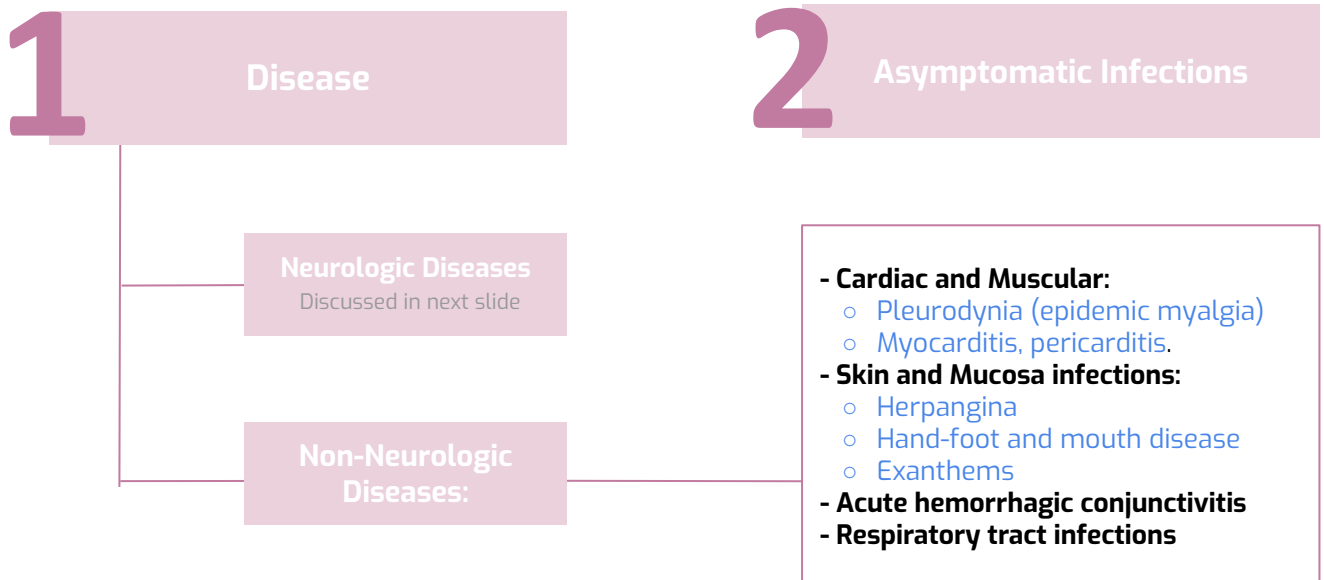 1
Disease
2
Asymptomatic Infections
Neurologic Diseases
Discussed in next slide
Non-Neurologic
Diseases:
- Cardiac and Muscular:
○ Pleurodynia (epidemic myalgia)
○ Myocarditis, pericarditis.
- Skin and Mucosa infections:
○ Herpangina
○ Hand-foot and mouth disease
○ Exanthems
- Acute hemorrhagic conjunctivitis
- Respiratory tract infections